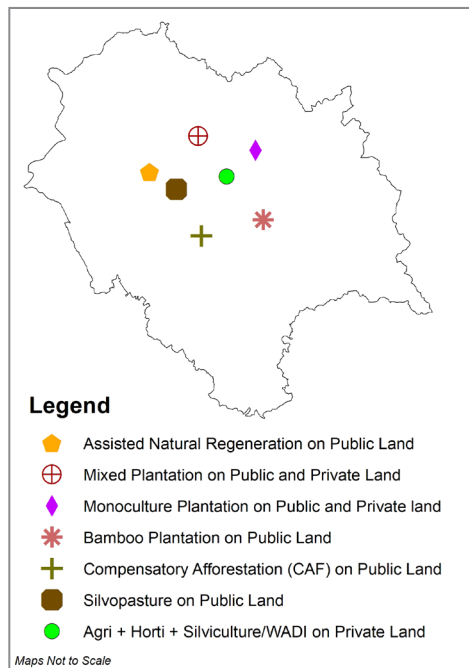 Legend
Assisted Natural Regeneration on Public Land
Mixed Plantation on Public and Private Land
Monoculture Plantation on Public and Private land
Bamboo Plantation on Public Land
Compensatory Afforestation (CAF) on Public Land
Silvopasture on Public Land
Agri + Horti + Silviculture/WADI on Private Land
Maps Not to Scale